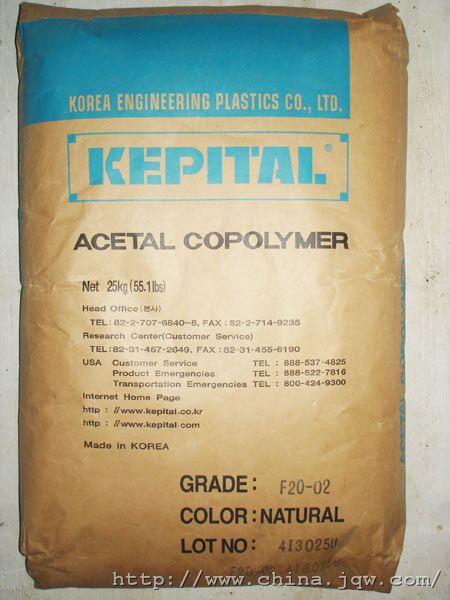 KOREA ENGINEERING PLASTICS CO., LTD.
KEPITAL®
ACETAL COPOLYMER
Net 25kg (55.1lbs)
Head Office (본사)
TEL: 82-2-707-6840~8, FAX: 82-2-714-9235
Research Center (Customer Service)
TEL: 82-31-457-2649, FAX: 82-31-455-6190
USA Customer Service TEL : 888-537-4825
Product Emergencies TEL : 888-522-7816
Transportation Emergencies TEL : 800-424-9300
Internet Home Page
http : //www.kepital.co.kr
http : //www.kepital.com
Made in KOREA
GRADE: F20-02
COLOR: NATURAL
LOT NO: 413025U
http://www.china.jqw.com/